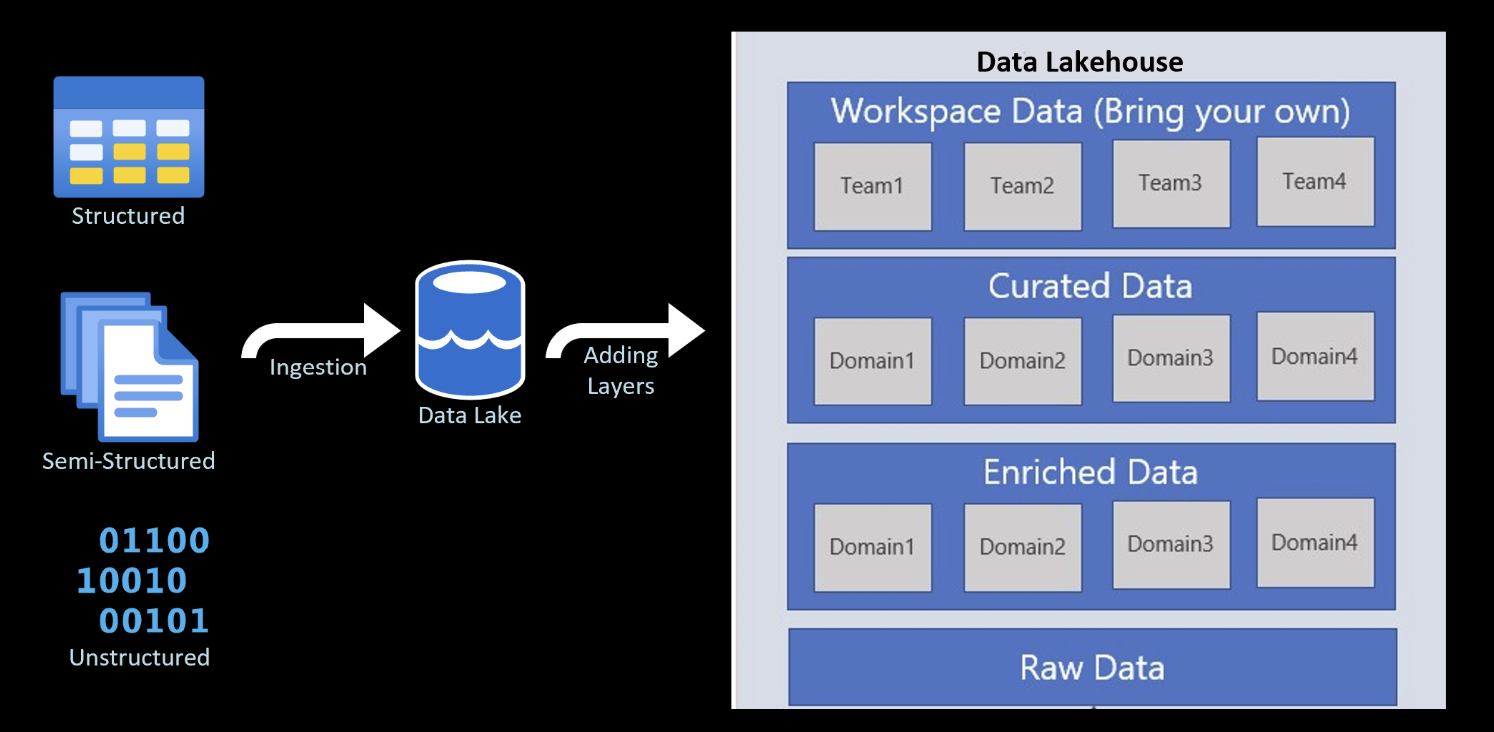 Structured
Semi-Structured
01100
10010
00101
Unstructured
Ingestion
Data Lake
Adding
Layers
Data Lakehouse
Workspace Data (Bring your own)
Team1 Team2 Team3 Team4
Curated Data
Domain1 Domain2 Domain3 Domain4
Enriched Data
Domain1 Domain2 Domain3 Domain4
Raw Data